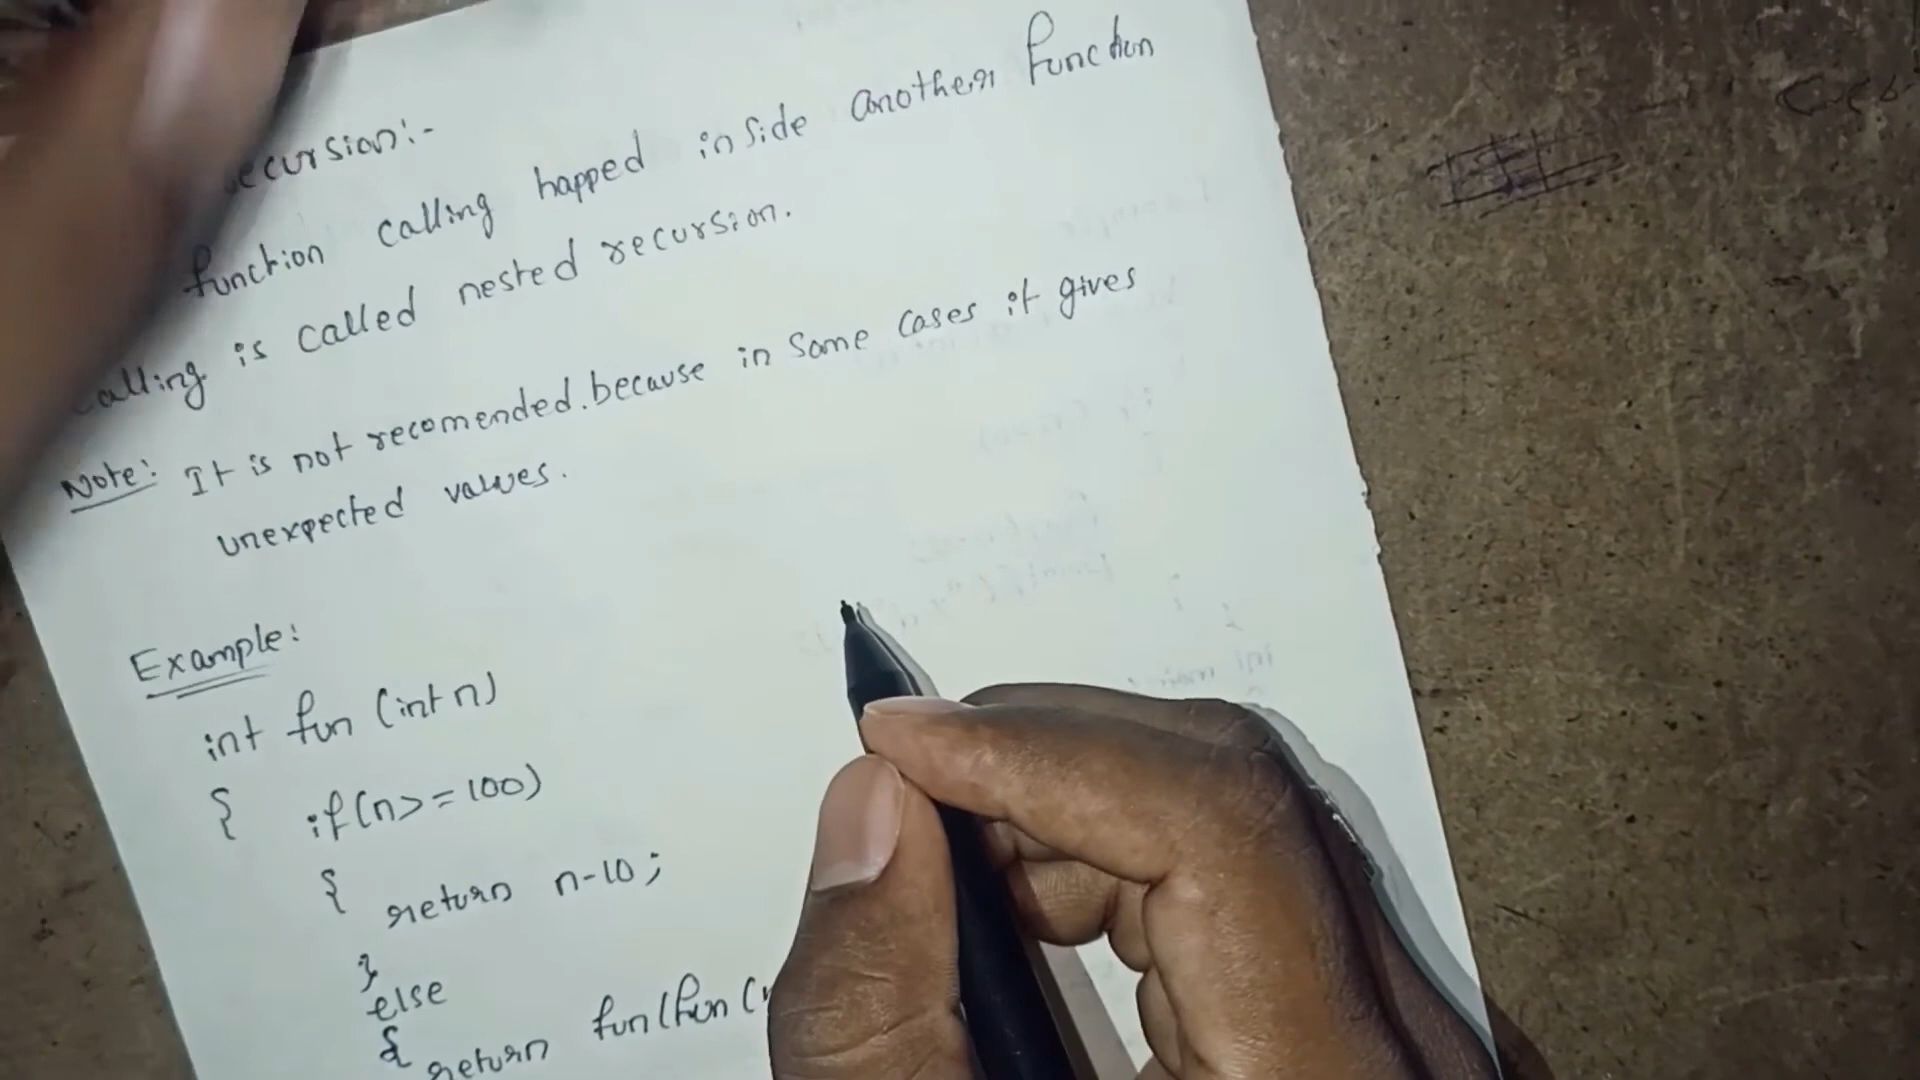 ecursion:-
function calling happed inside another function
calling is called nested recursion.
Note: It is not recomended. because in some cases it gives
unexpected values.
Example:
int fun (int n)
{ if(n>=100)
{ return n-10;
}
else
{ return fun(fun(